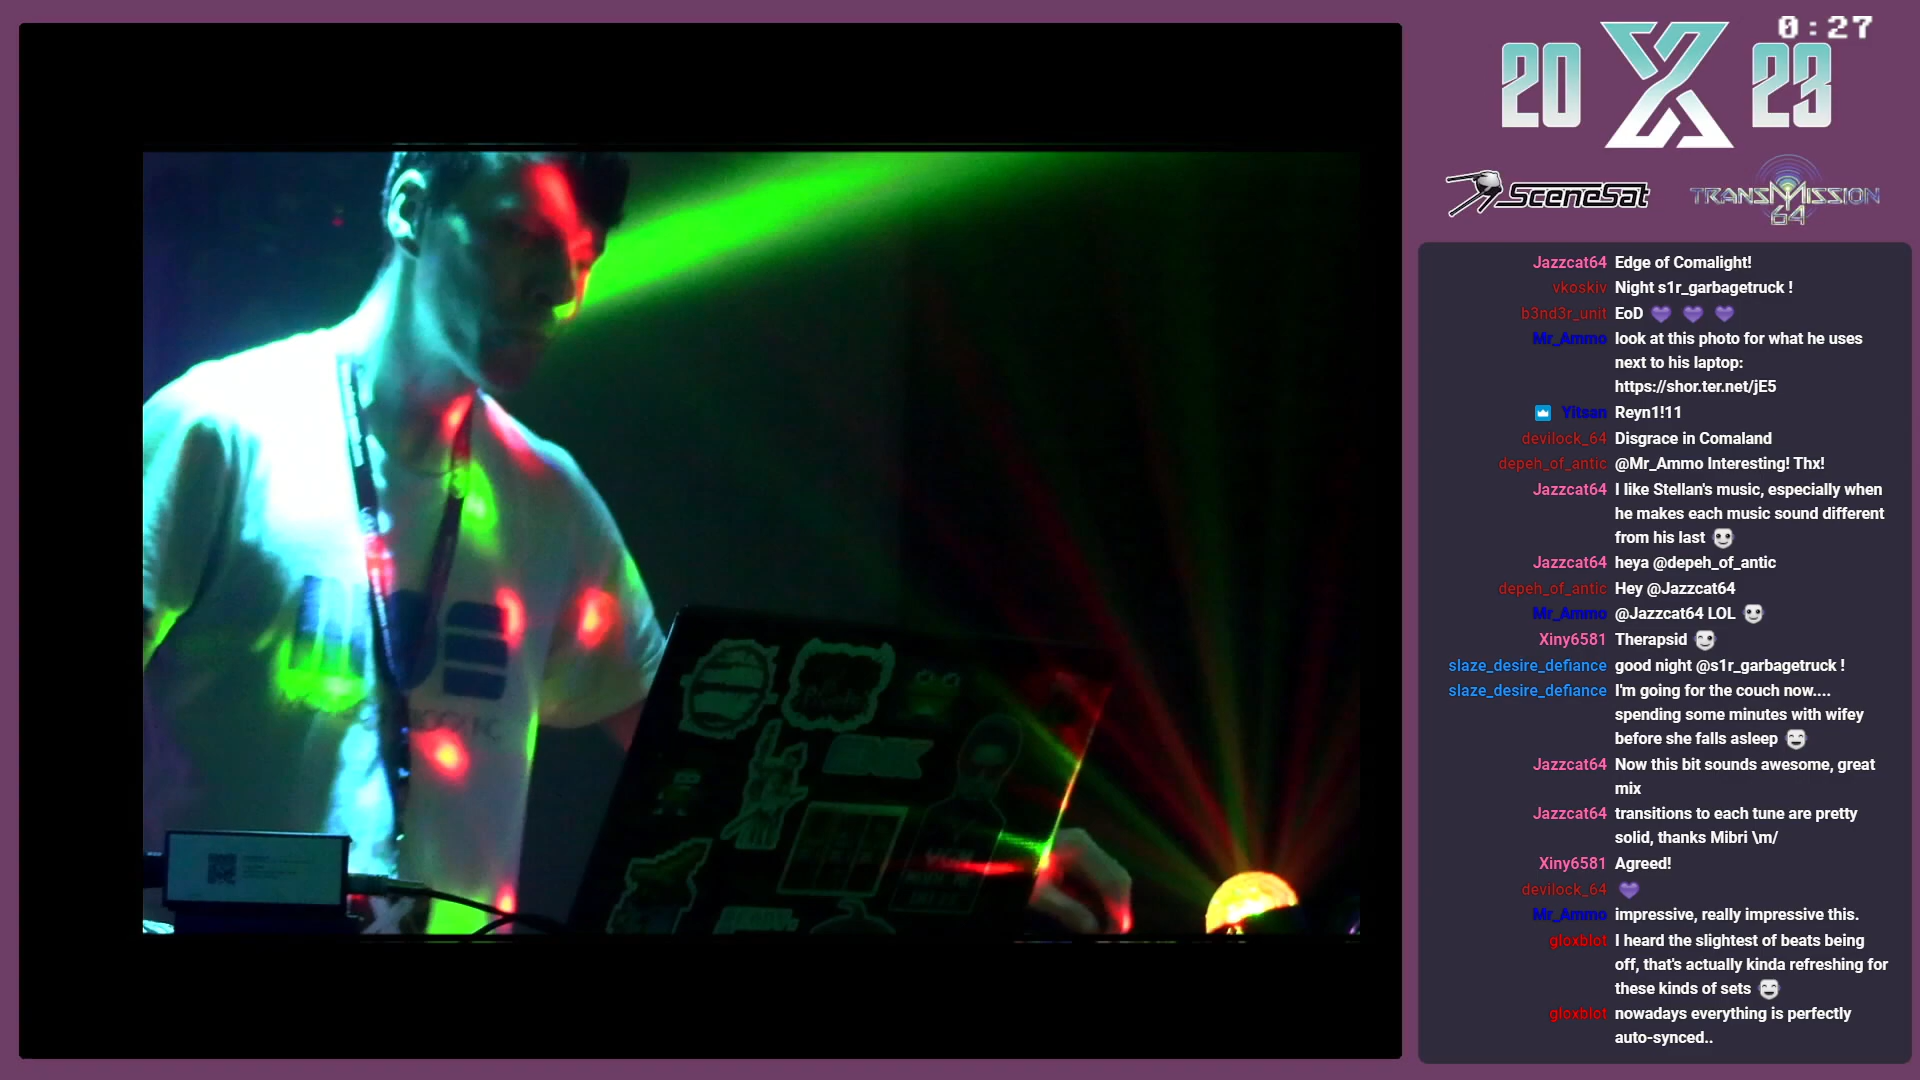 0:27
20 X 23
SceneSat
TRANSMISSION
64
Jazzcat64 Edge of Comalight!
vkoskiv Night s1r_garbagetruck !
b3nd3r_unit EoD
Mr_Ammo look at this photo for what he uses
next to his laptop:
https://shor.ter.net/jE5
Yitsan Reyn1!11
devilock_64 Disgrace in Comaland
depeh_of_antic @Mr_Ammo Interesting! Thx!
Jazzcat64 I like Stellan's music, especially when
he makes each music sound different
from his last
Jazzcat64 heya @depeh_of_antic
depeh_of_antic Hey @Jazzcat64
Mr_Ammo @Jazzcat64 LOL
Xiny6581 Therapsid
slaze_desire_defiance good night @s1r_garbagetruck !
slaze_desire_defiance I'm going for the couch now....
spending some minutes with wifey
before she falls asleep
Jazzcat64 Now this bit sounds awesome, great
mix
Jazzcat64 transitions to each tune are pretty
solid, thanks Mibri \m/
Xiny6581 Agreed!
devilock_64
Mr_Ammo impressive, really impressive this.
gloxblot I heard the slightest of beats being
off, that's actually kinda refreshing for
these kinds of sets
gloxblot nowadays everything is perfectly
auto-synced..